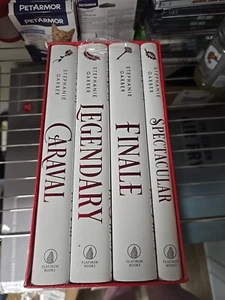 PETARMOR
PETARMOR
STEPHANIE
GARBER
CARAVAL
FLATIRON
BOOKS
STEPHANIE
GARBER
LEGENDARY
FLATIRON
BOOKS
STEPHANIE
GARBER
FINALE
FLATIRON
BOOKS
STEPHANIE
GARBER
SPECTACULAR
FLATIRON
BOOKS